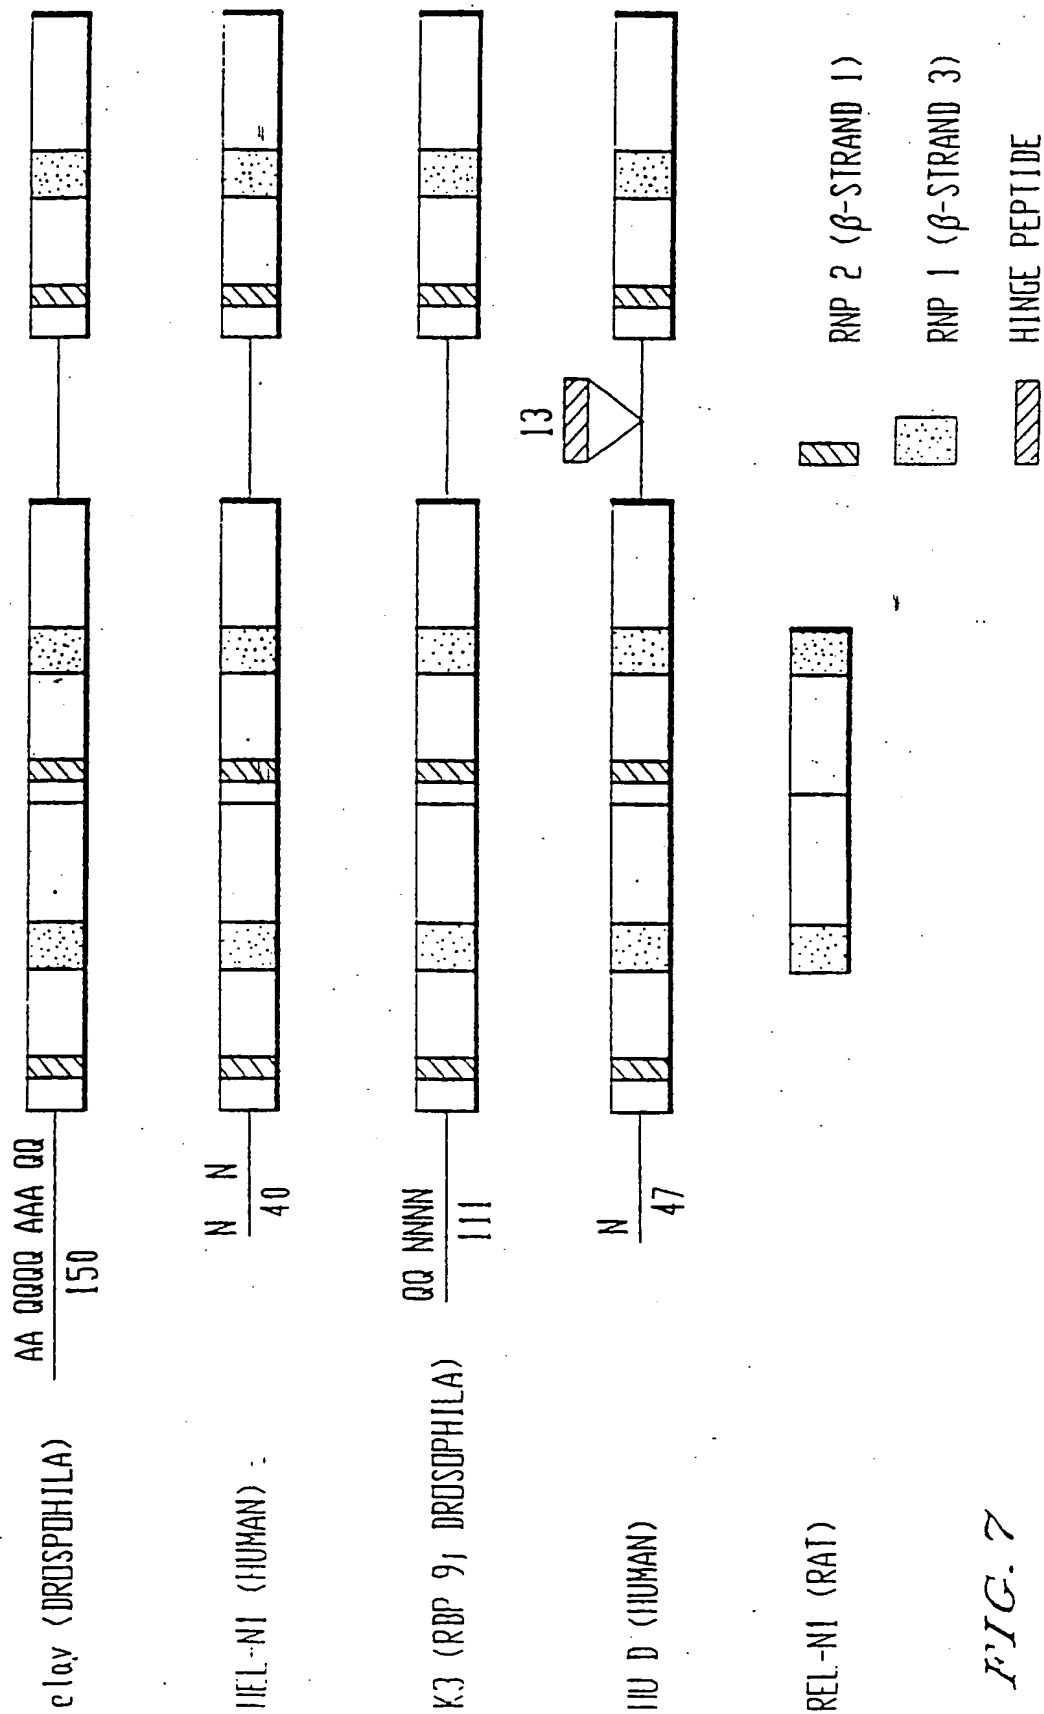 elav (DROSPOHILA)
AA QQQQ AAA QQ
150
HEL-N1 (HUMAN)
N N
40
K3 (RBP 9; DROSOPHILA)
QQ NNNN
111
HU D (HUMAN)
N
47
13
REL-N1 (RAT)
RNP 2 (β-STRAND 1)
RNP 1 (β-STRAND 3)
HINGE PEPTIDE
FIG. 7